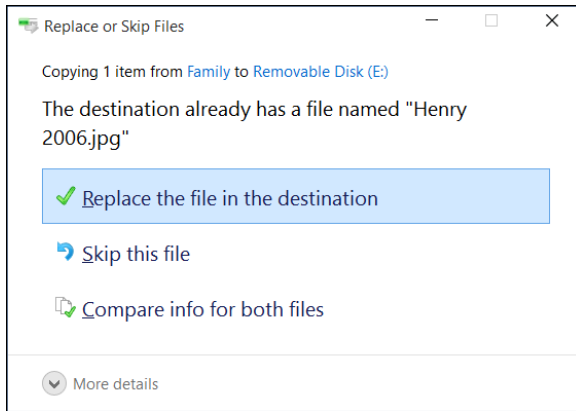 Replace or Skip Files
Copying 1 item from Family to Removable Disk (E:)
The destination already has a file named "Henry
2006.jpg"
Replace the file in the destination
Skip this file
Compare info for both files
More details